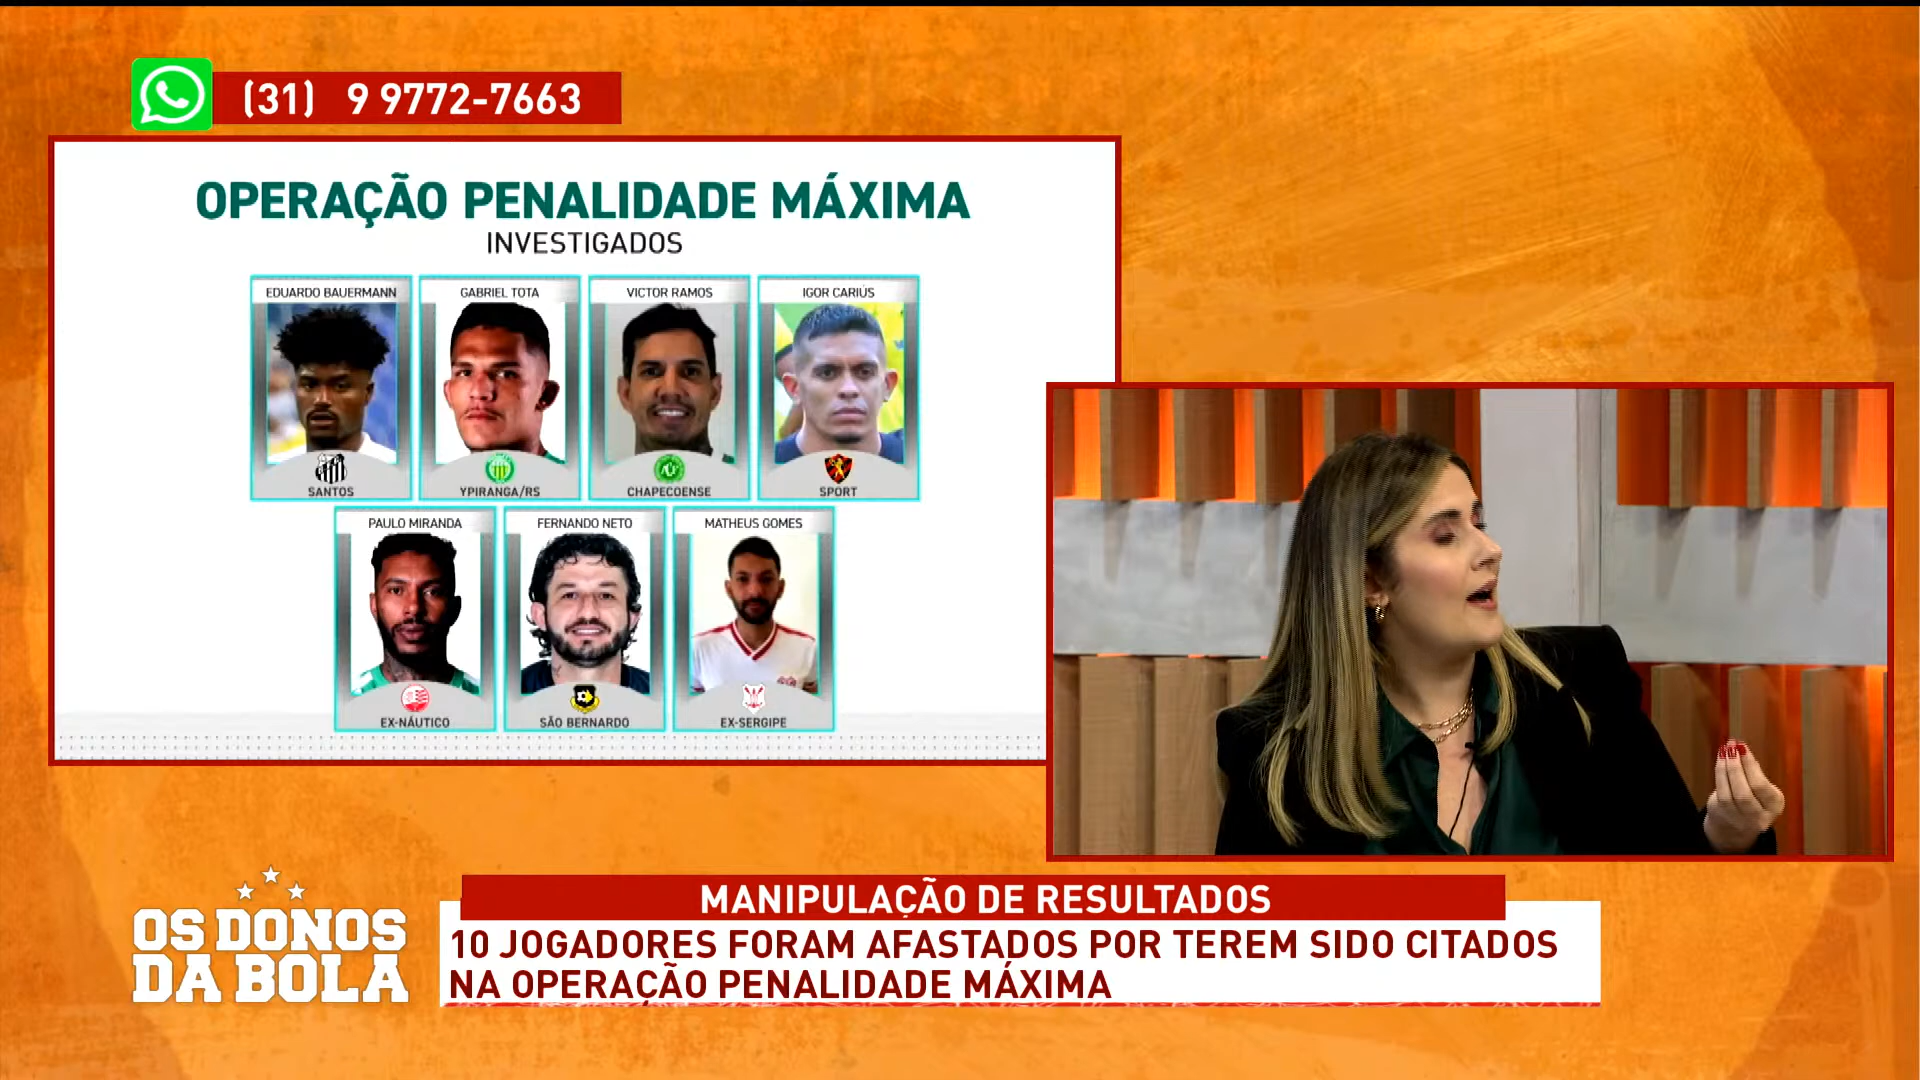 (31) 9 9772-7663
OPERAÇÃO PENALIDADE MÁXIMA
INVESTIGADOS
EDUARDO BAUERMANN
SANTOS
GABRIEL TOTA
YPIRANGA/RS
VICTOR RAMOS
CHAPECOENSE
IGOR CARIÚS
SPORT
PAULO MIRANDA
EX-NÁUTICO
FERNANDO NETO
SÃO BERNARDO
MATHEUS GOMES
EX-SERGIPE
OS DONOS
DA BOLA
MANIPULAÇÃO DE RESULTADOS
10 JOGADORES FORAM AFASTADOS POR TEREM SIDO CITADOS
NA OPERAÇÃO PENALIDADE MÁXIMA